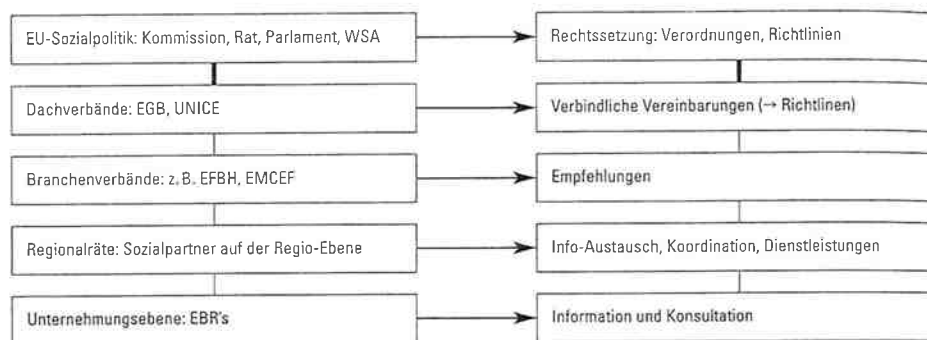 EU-Sozialpolitik: Kommission, Rat, Parlament, WSA
Rechtssetzung: Verordnungen, Richtlinien
Dachverbände: EGB, UNICE
Verbindliche Vereinbarungen (→ Richtlinen)
Branchenverbände: z.B. EFBH, EMCEF
Empfehlungen
Regionalräte: Sozialpartner auf der Regio-Ebene
Info-Austausch, Koordination, Dienstleistungen
Unternehmungsebene: EBR's
Information und Konsultation